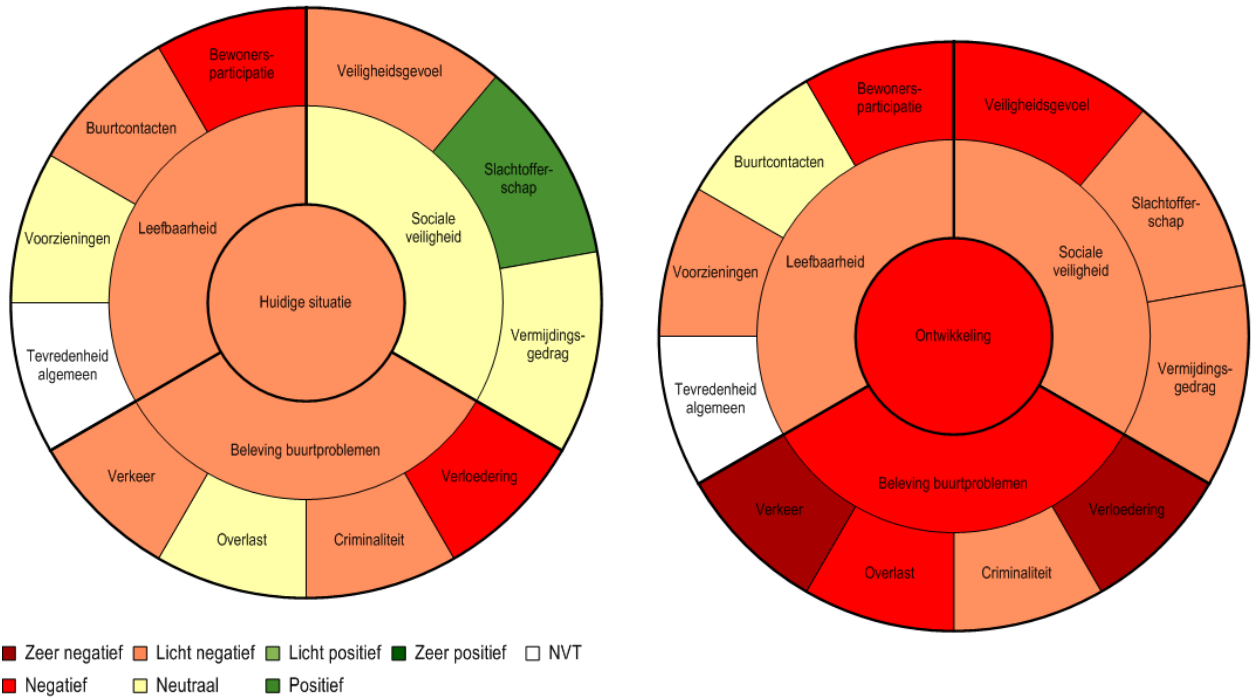 Bewoners-
participatie
Veiligheidsgevoel
Buurtcontacten
Slachtoffer-
schap
Voorzieningen
Leefbaarheid
Sociale
veiligheid
Huidige situatie
Tevredenheid
algemeen
Vermijdings-
gedrag
Beleving buurtproblemen
Verkeer
Verloedering
Overlast
Criminaliteit
Bewoners-
participatie
Veiligheidsgevoel
Buurtcontacten
Slachtoffer-
schap
Voorzieningen
Leefbaarheid
Sociale
veiligheid
Ontwikkeling
Tevredenheid
algemeen
Vermijdings-
gedrag
Beleving buurtproblemen
Verkeer
Verloedering
Overlast
Criminaliteit
Zeer negatief Licht negatief Licht positief Zeer positief NVT
Negatief Neutraal Positief